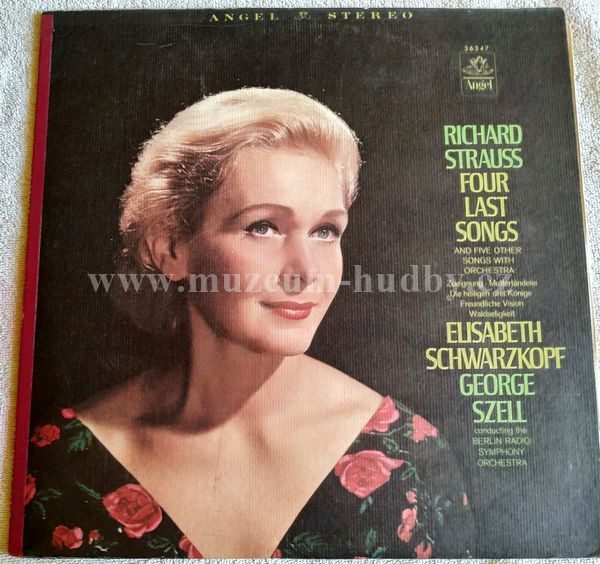 ANGEL STEREO
36347
Angel
RICHARD
STRAUSS
FOUR
LAST
SONGS
AND FIVE OTHER
SONGS WITH
ORCHESTRA
Zueignung Muttertändelei
Die heiligen drei Könige
Freundliche Vision
Waldseligkeit
www.muzeum-hudby.cz
ELISABETH
SCHWARZKOPF
GEORGE
SZELL
conducting the
BERLIN RADIO
SYMPHONY
ORCHESTRA